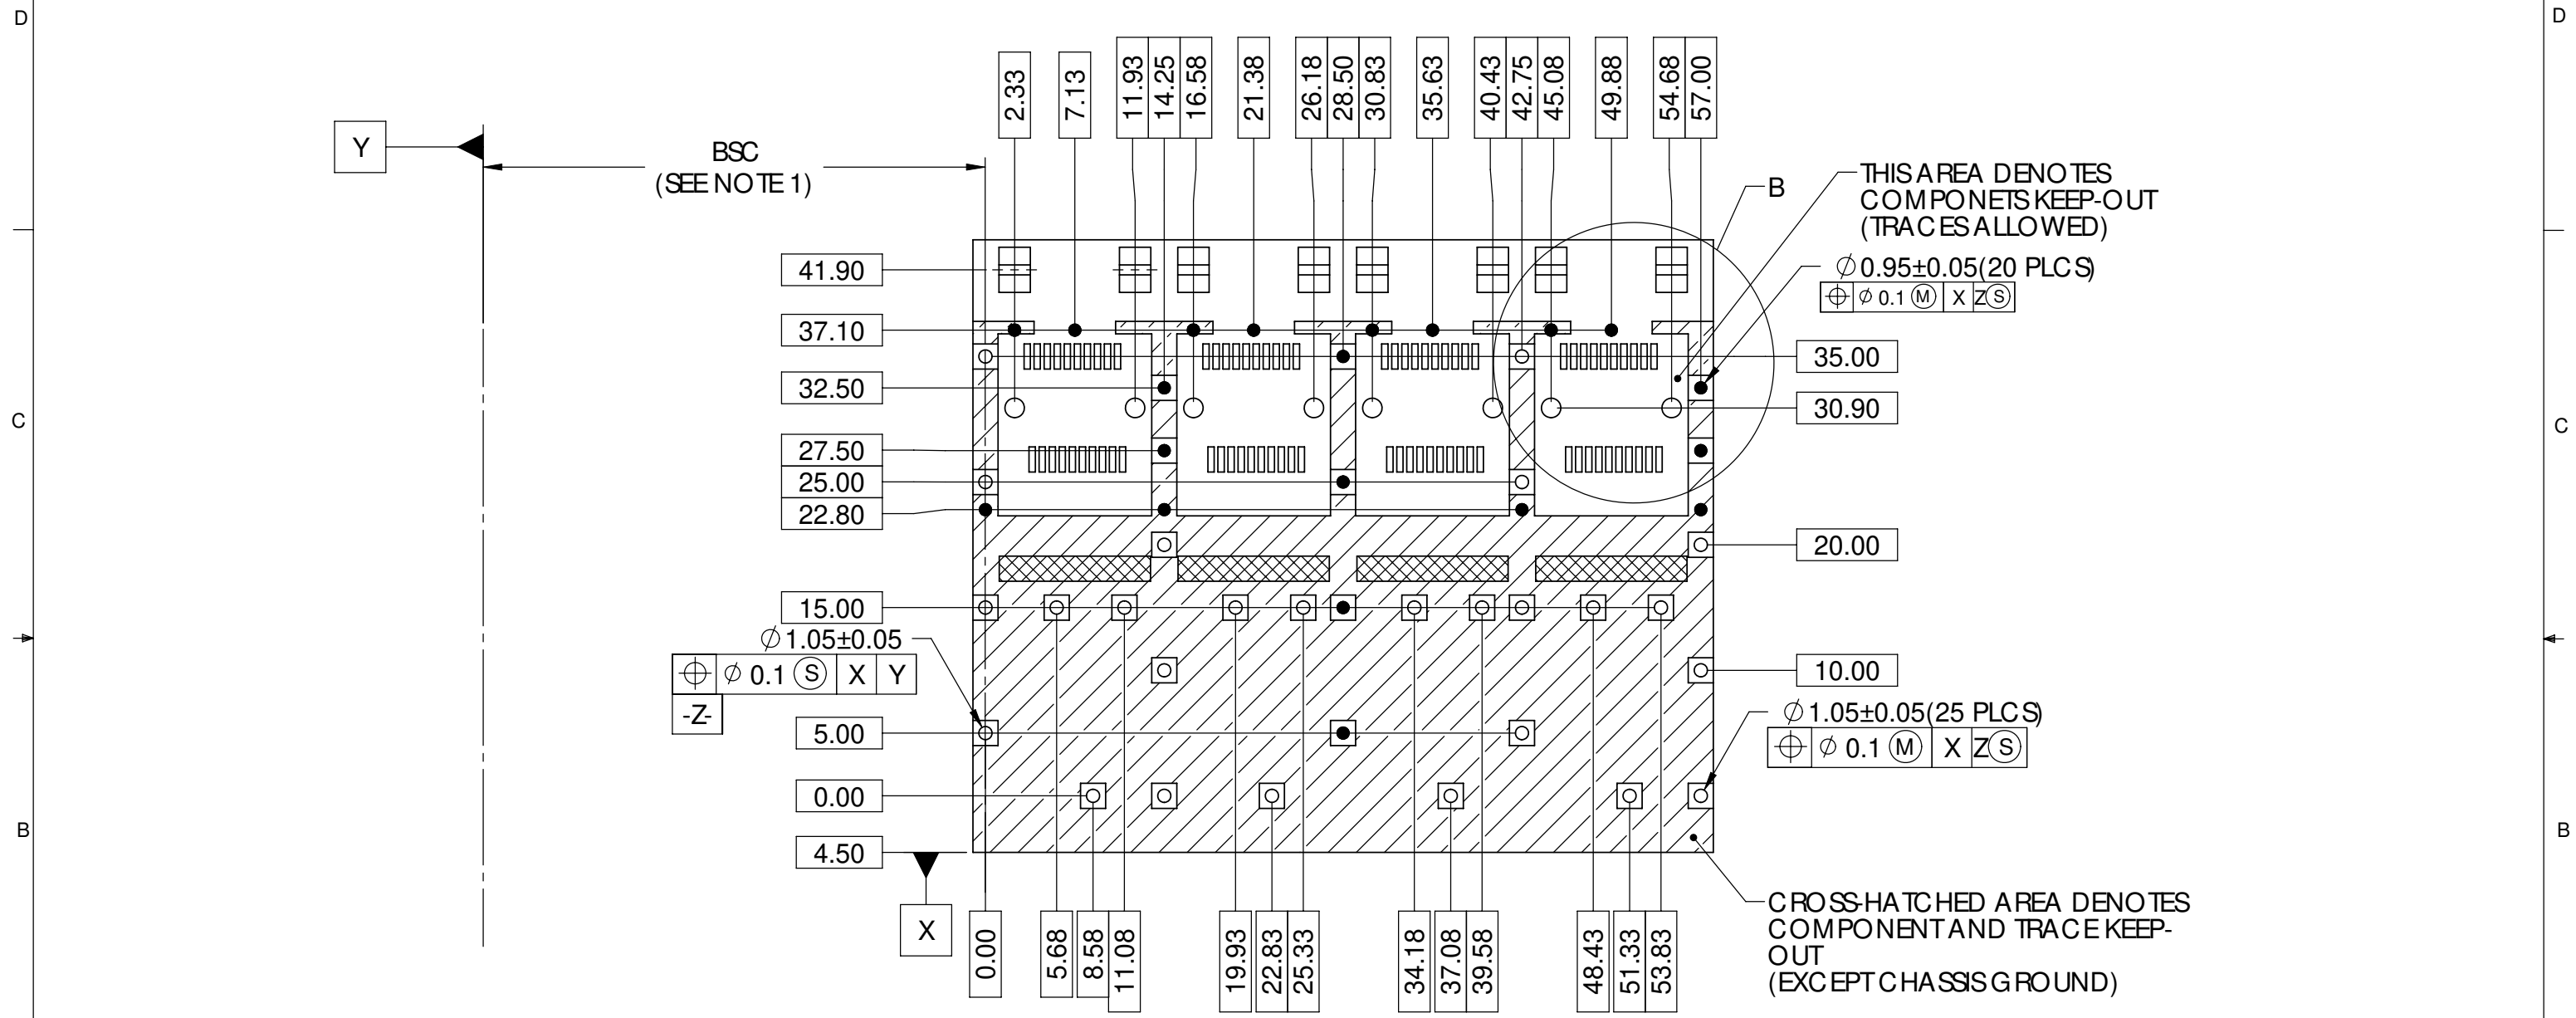 D
D
2.33
7.13
11.93
14.25
16.58
21.38
26.18
28.50
30.83
35.63
40.43
42.75
45.08
49.88
54.68
57.00
Y
BSC
(SEE NOTE 1)
B
THIS AREA DENOTES
COMPONETS KEEP-OUT
(TRACES ALLOWED)
∅0.95±0.05(20 PLCS)
⌖ ∅ 0.1 Ⓜ X ZⓈ
41.90
37.10
35.00
32.50
30.90
C
C
27.50
25.00
22.80
20.00
15.00
∅1.05±0.05
⌖ ∅ 0.1 Ⓢ X Y
-Z-
10.00
∅1.05±0.05(25 PLCS)
⌖ ∅ 0.1 Ⓜ X ZⓈ
5.00
0.00
B
B
4.50
X
CROSS-HATCHED AREA DENOTES
COMPONENT AND TRACE KEEP-
OUT
(EXCEPT CHASSIS GROUND)
0.00
5.68
8.58
11.08
19.93
22.83
25.33
34.18
37.08
39.58
48.43
51.33
53.83